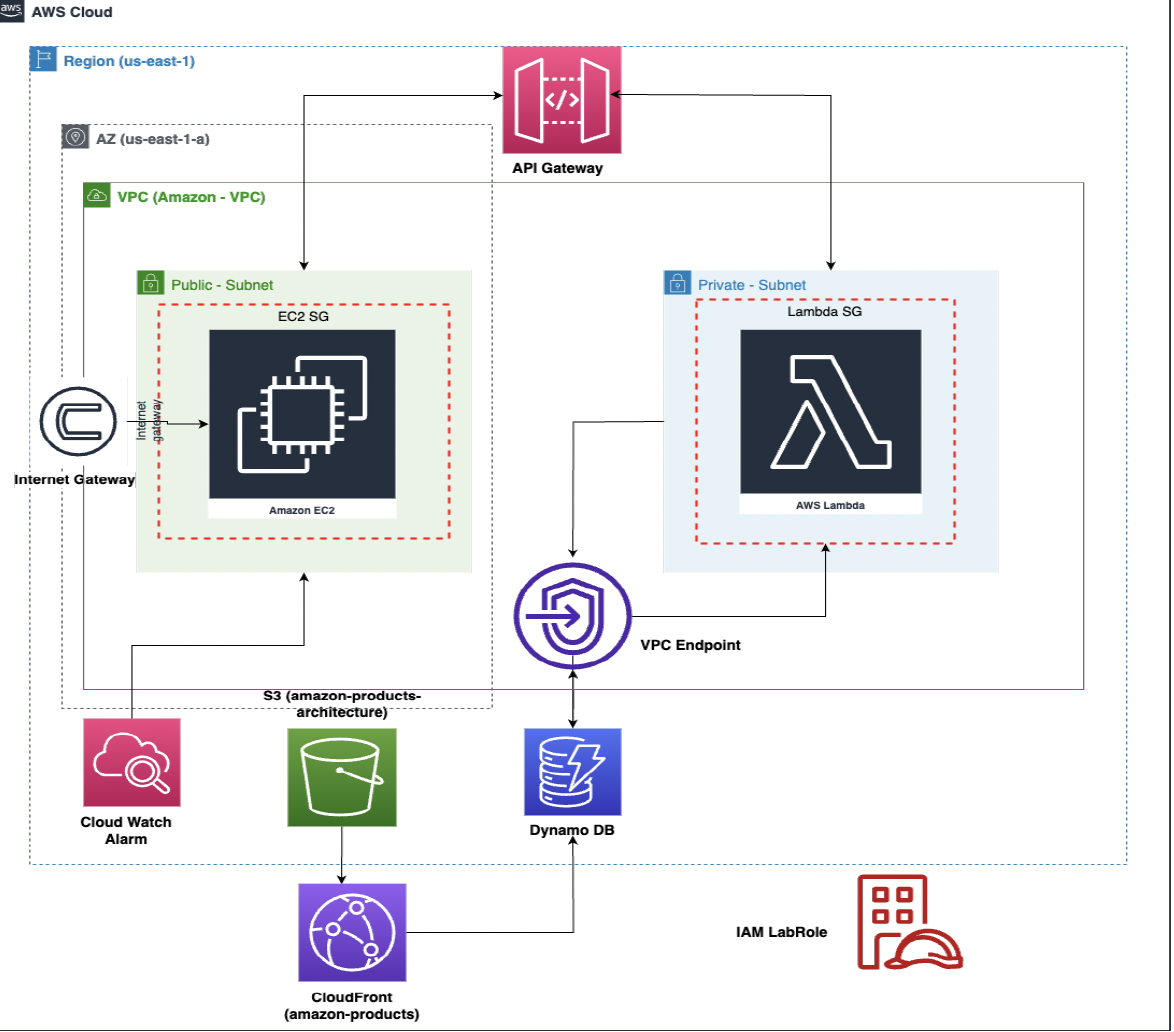 aws
AWS Cloud
Region (us-east-1)
API Gateway
AZ (us-east-1-a)
VPC (Amazon - VPC)
Public - Subnet
EC2 SG
Amazon EC2
Private - Subnet
Lambda SG
AWS Lambda
Internet
gateway
Internet Gateway
VPC Endpoint
S3 (amazon-products-
architecture)
Cloud Watch
Alarm
Dynamo DB
IAM LabRole
CloudFront
(amazon-products)